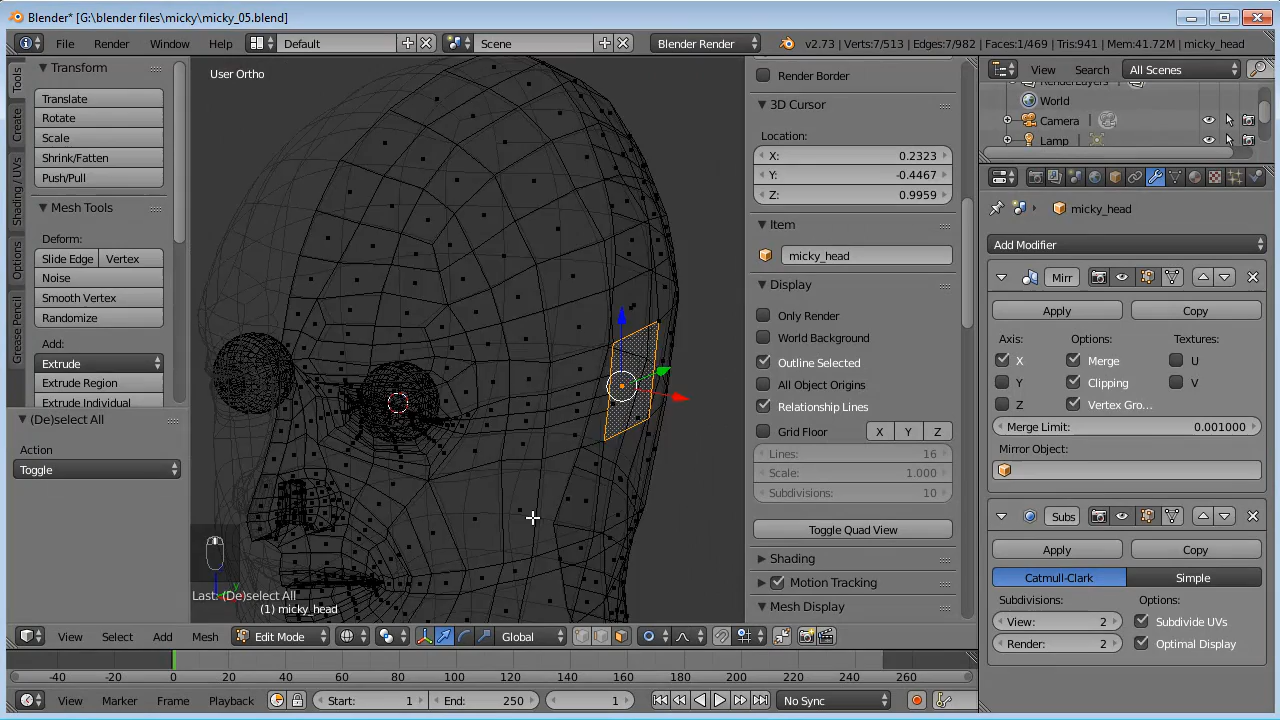 Blender* [G:\blender files\micky\micky_05.blend]
File Render Window Help Default Scene Blender Render v2.73 | Verts:7/513 | Edges:7/982 | Faces:1/469 | Tris:941 | Mem:41.72M | micky_head
Tools
Create
Shading / UVs
Options
Grease Pencil
Transform
Translate
Rotate
Scale
Shrink/Fatten
Push/Pull
Mesh Tools
Deform:
Slide Edge Vertex
Noise
Smooth Vertex
Randomize
Add:
Extrude
Extrude Region
Extrude Individual
(De)select All
Action
Toggle
User Ortho
Last: (De)select All
(1) micky_head
Render Border
3D Cursor
Location:
X: 0.2323
Y: -0.4467
Z: 0.9959
Item
micky_head
Display
Only Render
World Background
Outline Selected
All Object Origins
Relationship Lines
Grid Floor X Y Z
Lines: 16
Scale: 1.000
Subdivisions: 10
Toggle Quad View
Shading
Motion Tracking
Mesh Display
View Search All Scenes
World
Camera
Lamp
micky_head
Add Modifier
Mirr
Apply Copy
Axis: Options: Textures:
X Merge U
Y Clipping V
Z Vertex Gro...
Merge Limit: 0.001000
Mirror Object:
Subs
Apply Copy
Catmull-Clark Simple
Subdivisions: Options:
View: 2 Subdivide UVs
Render: 2 Optimal Display
View Select Add Mesh Edit Mode Global
-40 -20 0 20 40 60 80 100 120 140 160 180 200 220 240 260
View Marker Frame Playback Start: 1 End: 250 1 No Sync